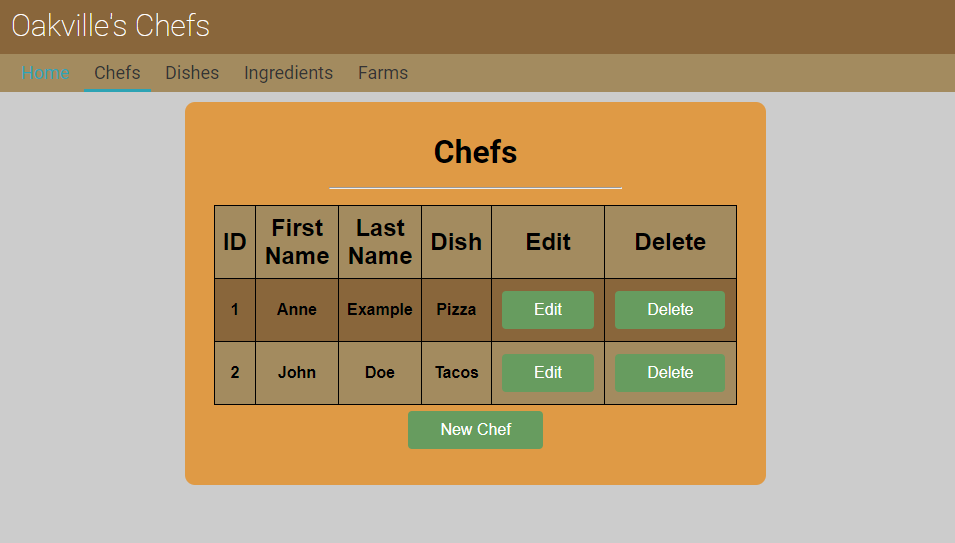 Oakville's Chefs
Home Chefs Dishes Ingredients Farms
Chefs
ID First Name Last Name Dish Edit Delete
1 Anne Example Pizza Edit Delete
2 John Doe Tacos Edit Delete
New Chef